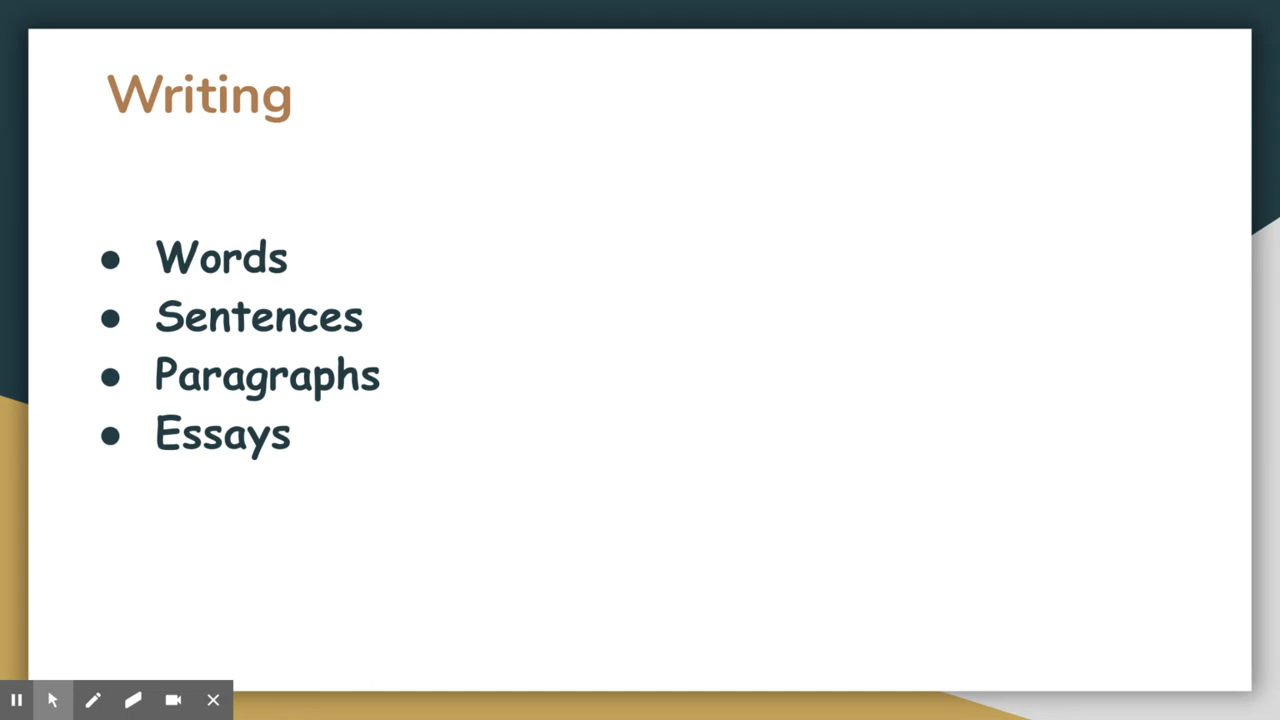 Writing
● Words
● Sentences
● Paragraphs
● Essays